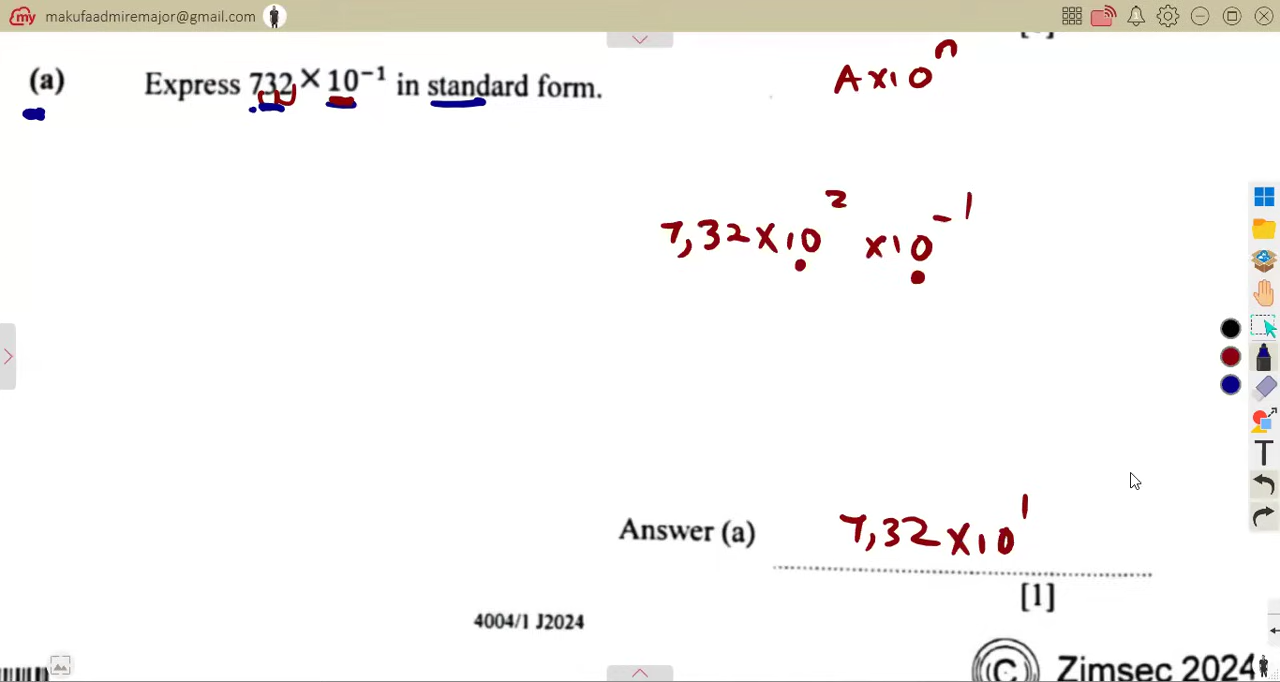 my makufaadmiremajor@gmail.com
A×10ⁿ
(a) Express 732 × 10⁻¹ in standard form.
7,32×10² ×10⁻¹
Answer (a) 7,32×10¹
[1]
4004/1 J2024
© Zimsec 2024
T